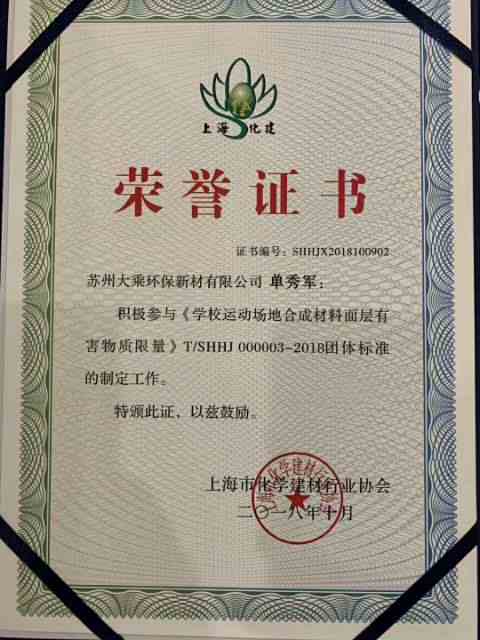 上海化建
荣誉证书
证书编号：SHHJX2018100902
苏州大乘环保新材有限公司 单秀军：
积极参与《学校运动场地合成材料面层有
害物质限量》T/SHHJ 000003-2018团体标准
的制定工作。
特颁此证，以兹鼓励。
上海市化学建材行业协会
二〇一八年十月